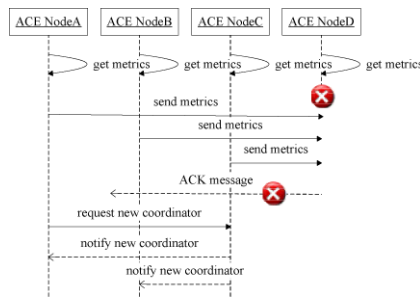 ACE NodeA ACE NodeB ACE NodeC ACE NodeD
get metrics get metrics get metrics get metrics
send metrics
send metrics
send metrics
ACK message
request new coordinator
notify new coordinator
notify new coordinator